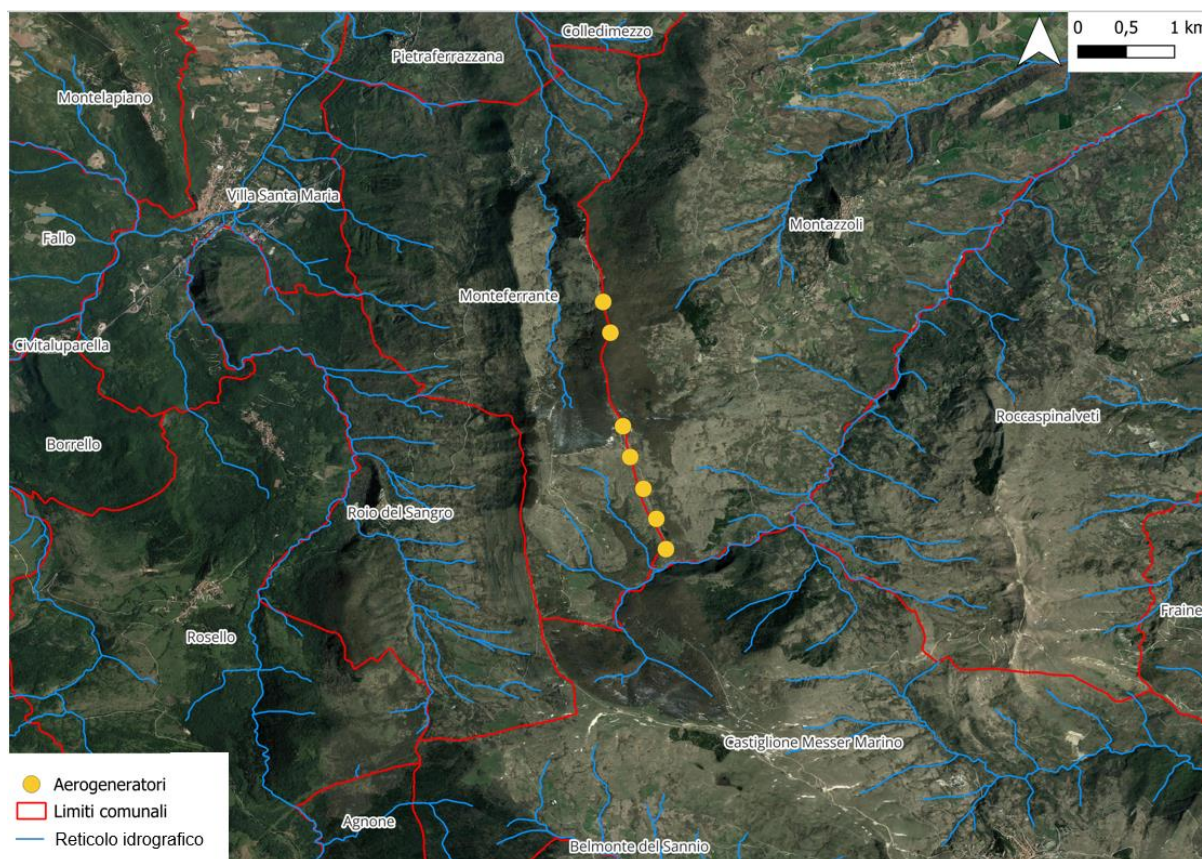 Colledimezzo
0 0,5 1 km
Pietraferrazzana
Montelapiano
Villa Santa Maria
Fallo
Montazzoli
Monteferrante
Civitaluparella
Roccaspinalveti
Borrello
Roio del Sangro
Fraine
Rosello
Castiglione Messer Marino
Agnone
Belmonte del Sannio
Aerogeneratori
Limiti comunali
Reticolo idrografico